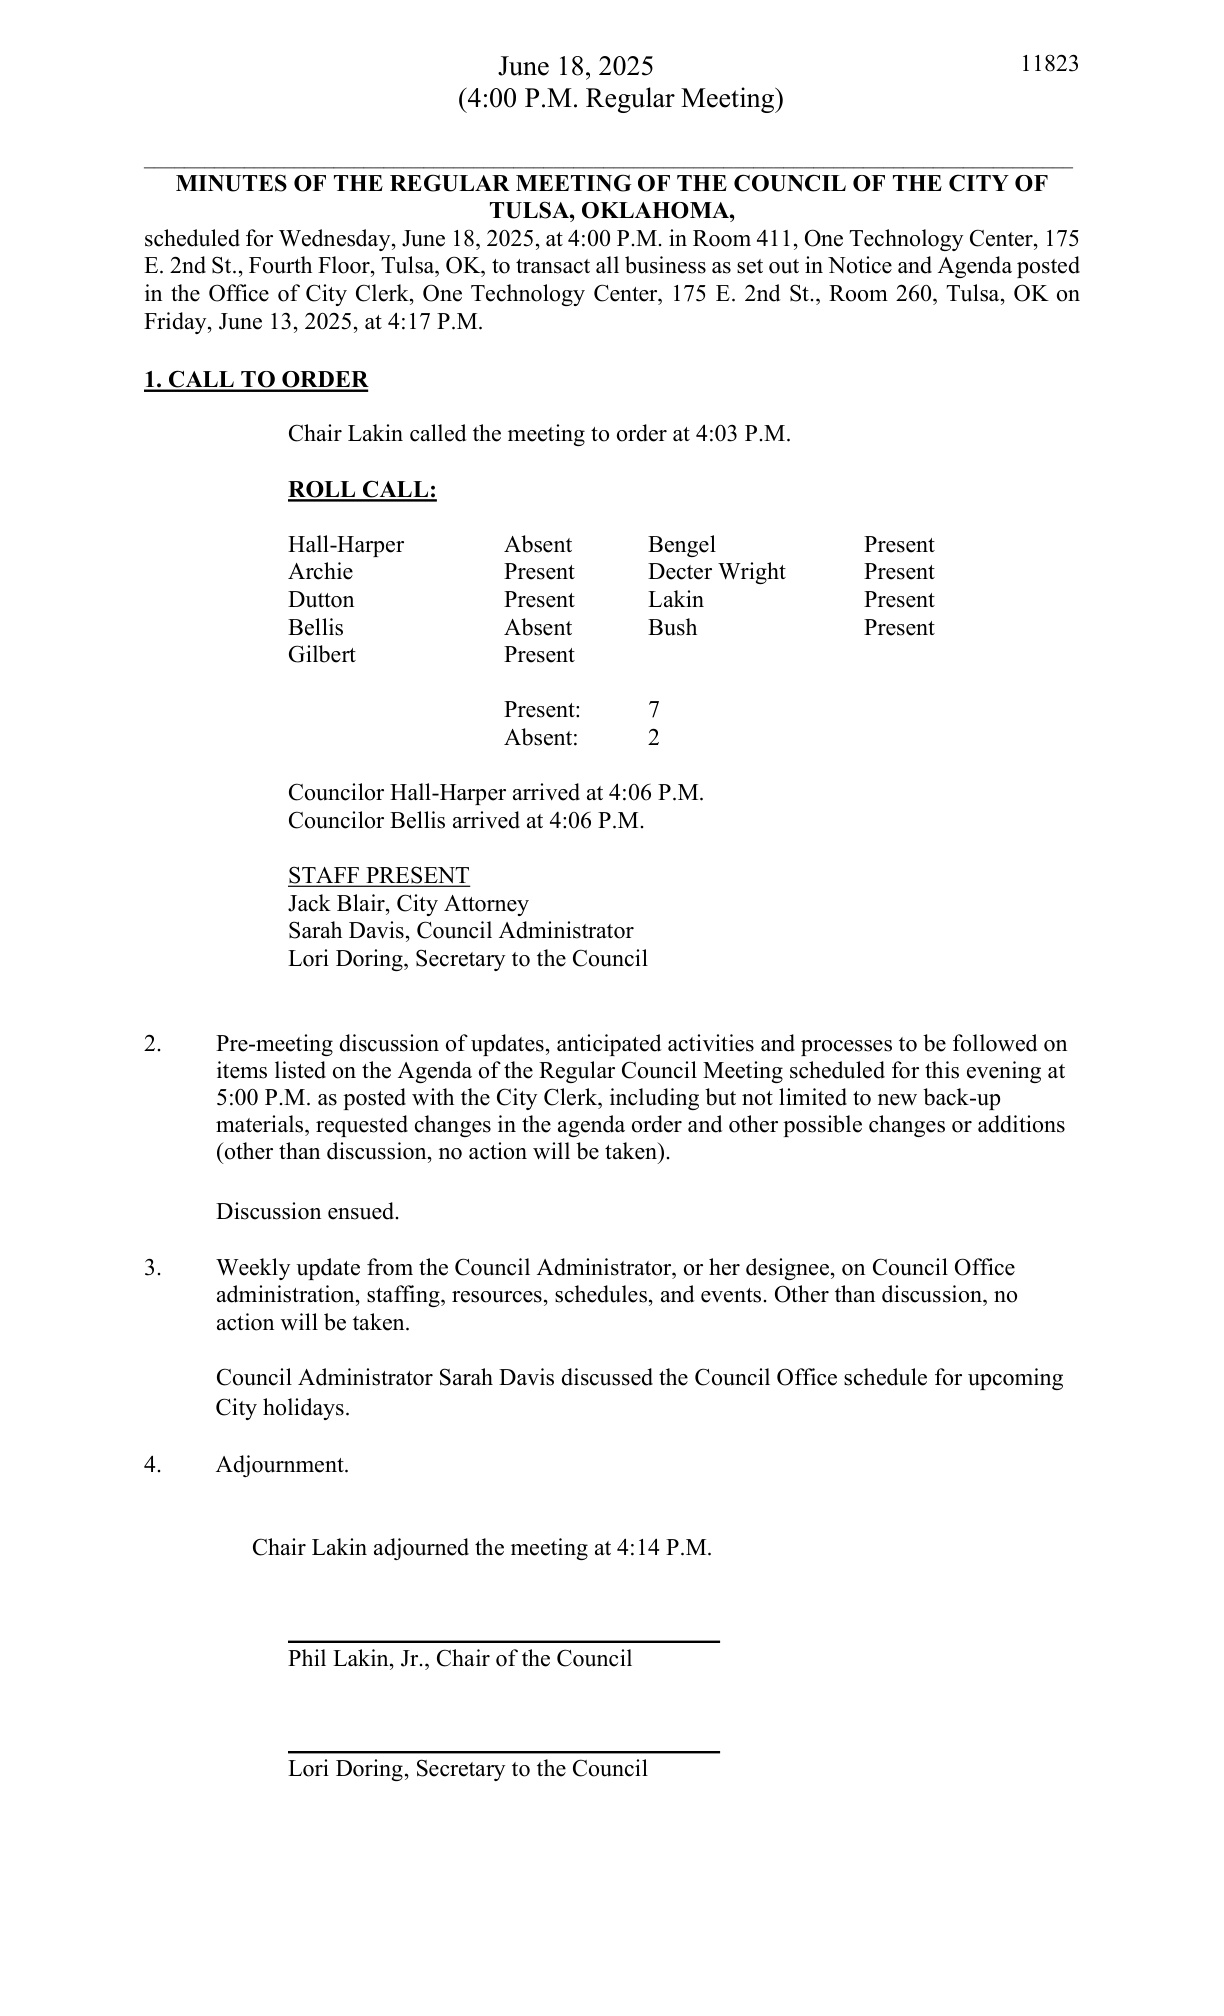 June 18, 2025 11823
(4:00 P.M. Regular Meeting)
MINUTES OF THE REGULAR MEETING OF THE COUNCIL OF THE CITY OF
TULSA, OKLAHOMA,
scheduled for Wednesday, June 18, 2025, at 4:00 P.M. in Room 411, One Technology Center, 175
E. 2nd St., Fourth Floor, Tulsa, OK, to transact all business as set out in Notice and Agenda posted
in the Office of City Clerk, One Technology Center, 175 E. 2nd St., Room 260, Tulsa, OK on
Friday, June 13, 2025, at 4:17 P.M.
1. CALL TO ORDER
Chair Lakin called the meeting to order at 4:03 P.M.
ROLL CALL:
Hall-Harper Absent Bengel Present
Archie Present Decter Wright Present
Dutton Present Lakin Present
Bellis Absent Bush Present
Gilbert Present
Present: 7
Absent: 2
Councilor Hall-Harper arrived at 4:06 P.M.
Councilor Bellis arrived at 4:06 P.M.
STAFF PRESENT
Jack Blair, City Attorney
Sarah Davis, Council Administrator
Lori Doring, Secretary to the Council
2. Pre-meeting discussion of updates, anticipated activities and processes to be followed on
items listed on the Agenda of the Regular Council Meeting scheduled for this evening at
5:00 P.M. as posted with the City Clerk, including but not limited to new back-up
materials, requested changes in the agenda order and other possible changes or additions
(other than discussion, no action will be taken).
Discussion ensued.
3. Weekly update from the Council Administrator, or her designee, on Council Office
administration, staffing, resources, schedules, and events. Other than discussion, no
action will be taken.
Council Administrator Sarah Davis discussed the Council Office schedule for upcoming
City holidays.
4. Adjournment.
Chair Lakin adjourned the meeting at 4:14 P.M.
Phil Lakin, Jr., Chair of the Council
Lori Doring, Secretary to the Council